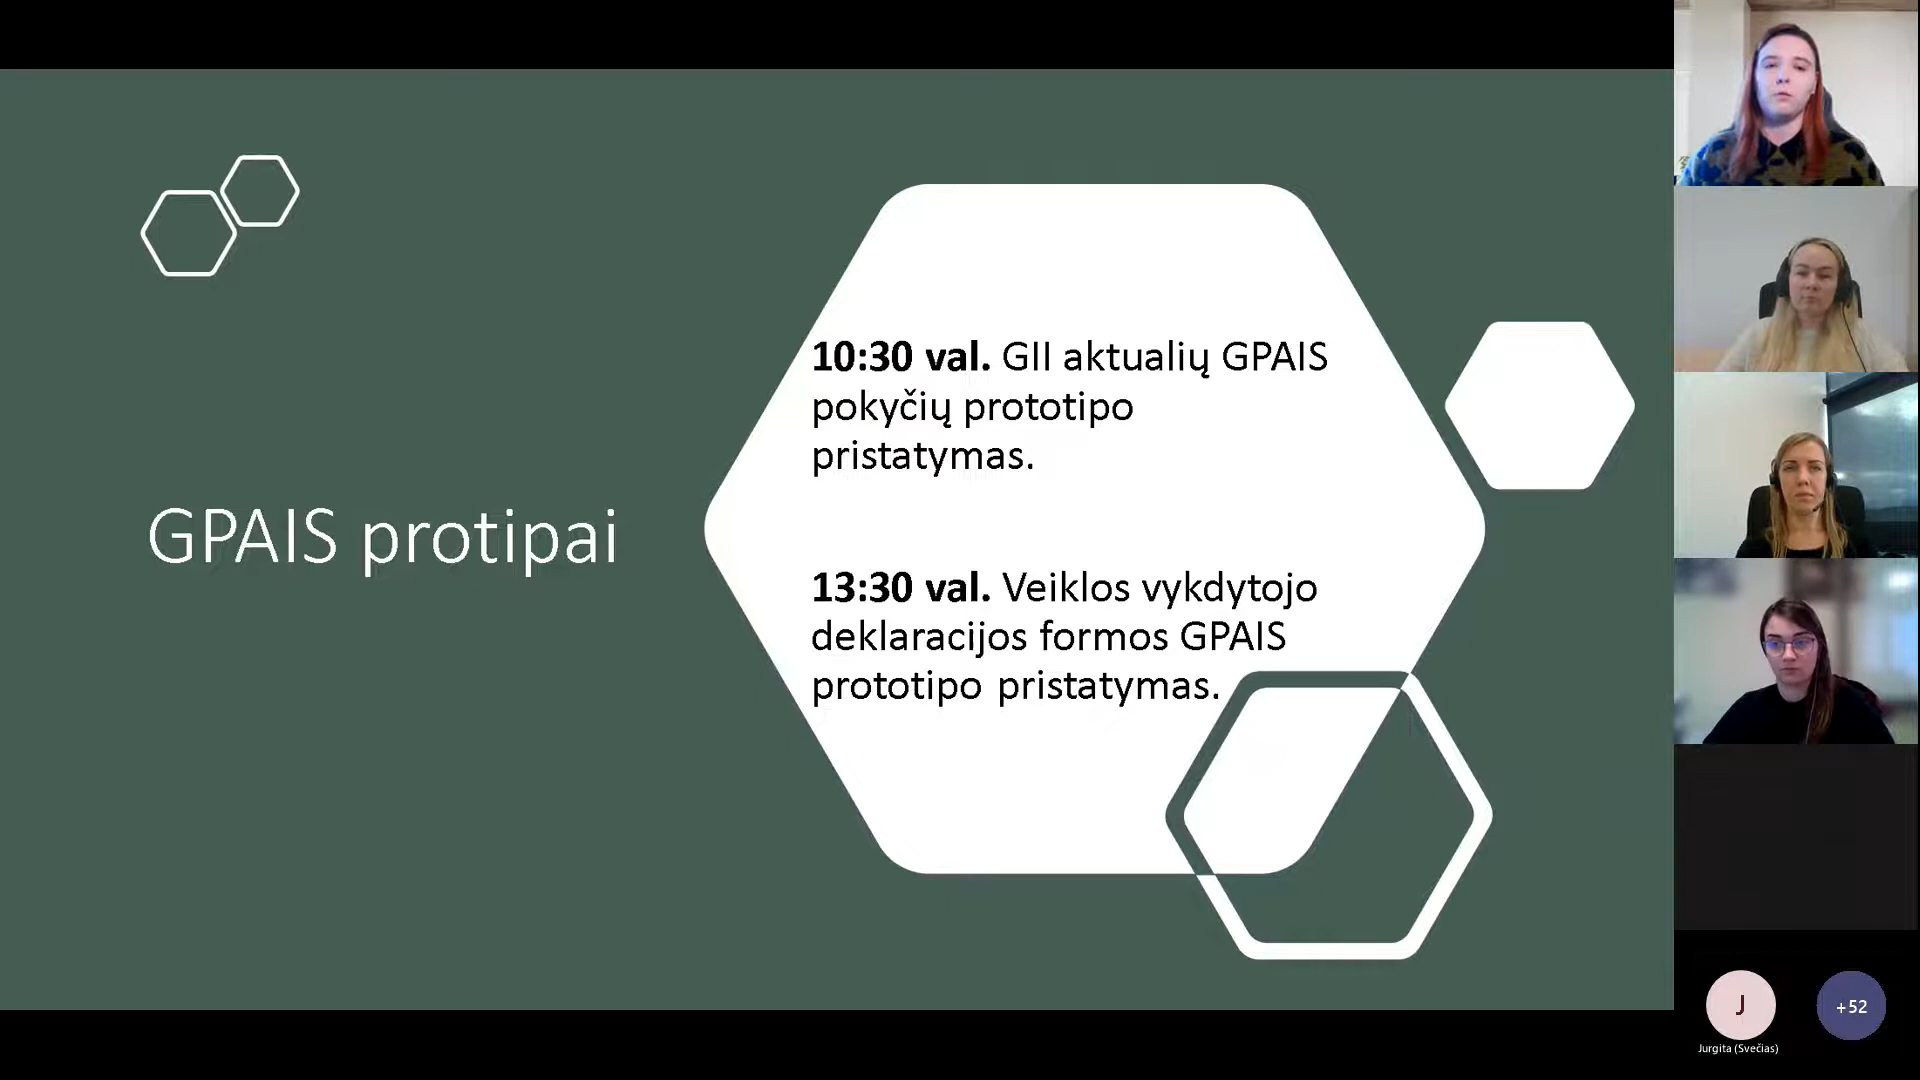 GPAIS protipai
10:30 val. GII aktualių GPAIS
pokyčių prototipo
pristatymas.
13:30 val. Veiklos vykdytojo
deklaracijos formos GPAIS
prototipo pristatymas.
J
+52
Jurgita (Svečias)